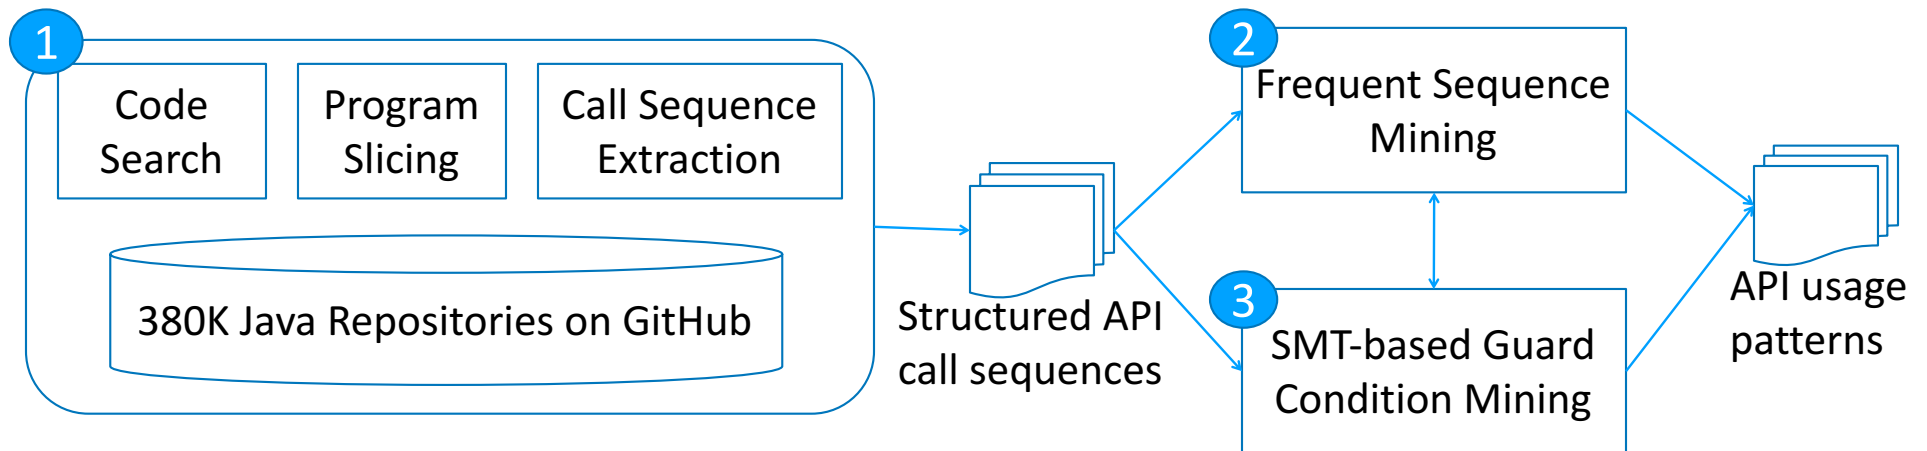 1
Code
Search
Program
Slicing
Call Sequence
Extraction
380K Java Repositories on GitHub
Structured API
call sequences
2
Frequent Sequence
Mining
3
SMT-based Guard
Condition Mining
API usage
patterns